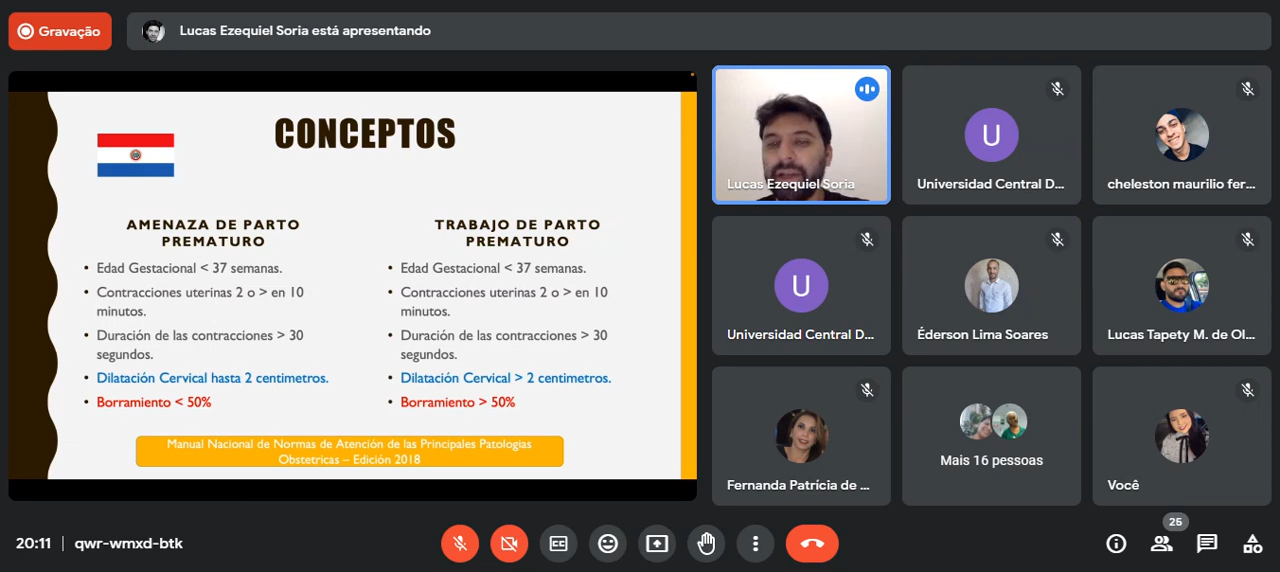 Gravação
Lucas Ezequiel Soria está apresentando
CONCEPTOS
AMENAZA DE PARTO
PREMATURO
• Edad Gestacional < 37 semanas.
• Contracciones uterinas 2 o > en 10
minutos.
• Duración de las contracciones > 30
segundos.
• Dilatación Cervical hasta 2 centimetros.
• Borramiento < 50%
TRABAJO DE PARTO
PREMATURO
• Edad Gestacional < 37 semanas.
• Contracciones uterinas 2 o > en 10
minutos.
• Duración de las contracciones > 30
segundos.
• Dilatación Cervical > 2 centimetros.
• Borramiento > 50%
Manual Nacional de Normas de Atención de las Principales Patologias
Obstetricas – Edición 2018
Lucas Ezequiel Soria
U
Universidad Central D...
cheleston maurilio fer...
U
Universidad Central D...
Éderson Lima Soares
Lucas Tapety M. de Ol...
Fernanda Patrícia de ...
Mais 16 pessoas
Você
20:11 | qwr-wmxd-btk
CC
25